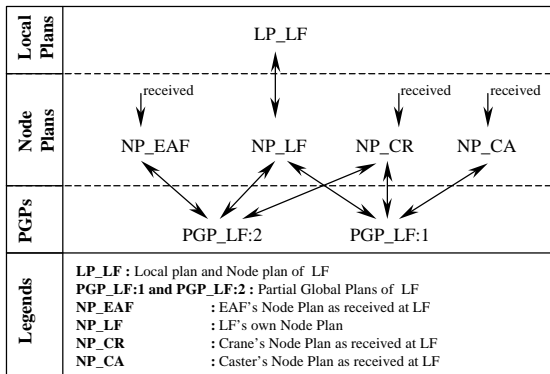 Local Plans
LP_LF
Node Plans
received
received
received
NP_EAF
NP_LF
NP_CR
NP_CA
PGPs
PGP_LF:2
PGP_LF:1
Legends
LP_LF : Local plan and Node plan of LF
PGP_LF:1 and PGP_LF:2 : Partial Global Plans of LF
NP_EAF : EAF's Node Plan as received at LF
NP_LF : LF's own Node Plan
NP_CR : Crane's Node Plan as received at LF
NP_CA : Caster's Node Plan as received at LF